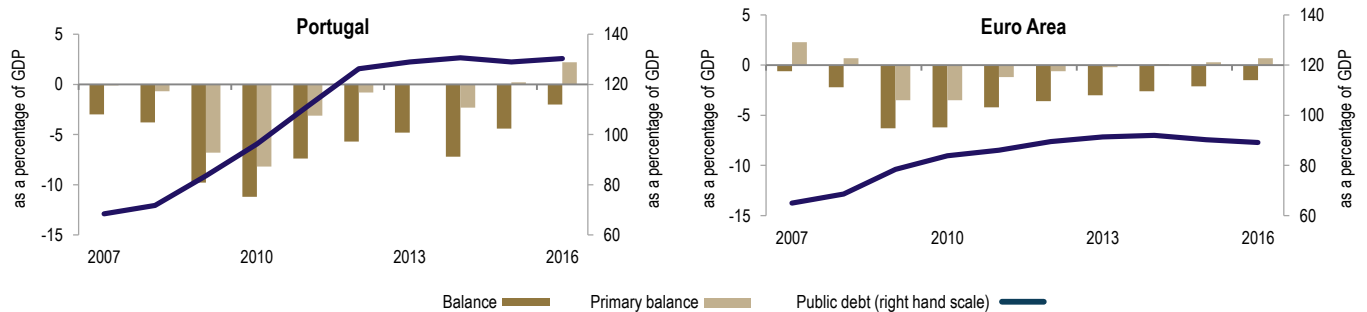 Portugal
as a percentage of GDP
5
0
-5
-10
-15
140
120
100
80
60
as a percentage of GDP
2007 2010 2013 2016
Euro Area
as a percentage of GDP
5
0
-5
-10
-15
140
120
100
80
60
as a percentage of GDP
2007 2010 2013 2016
Balance Primary balance Public debt (right hand scale)